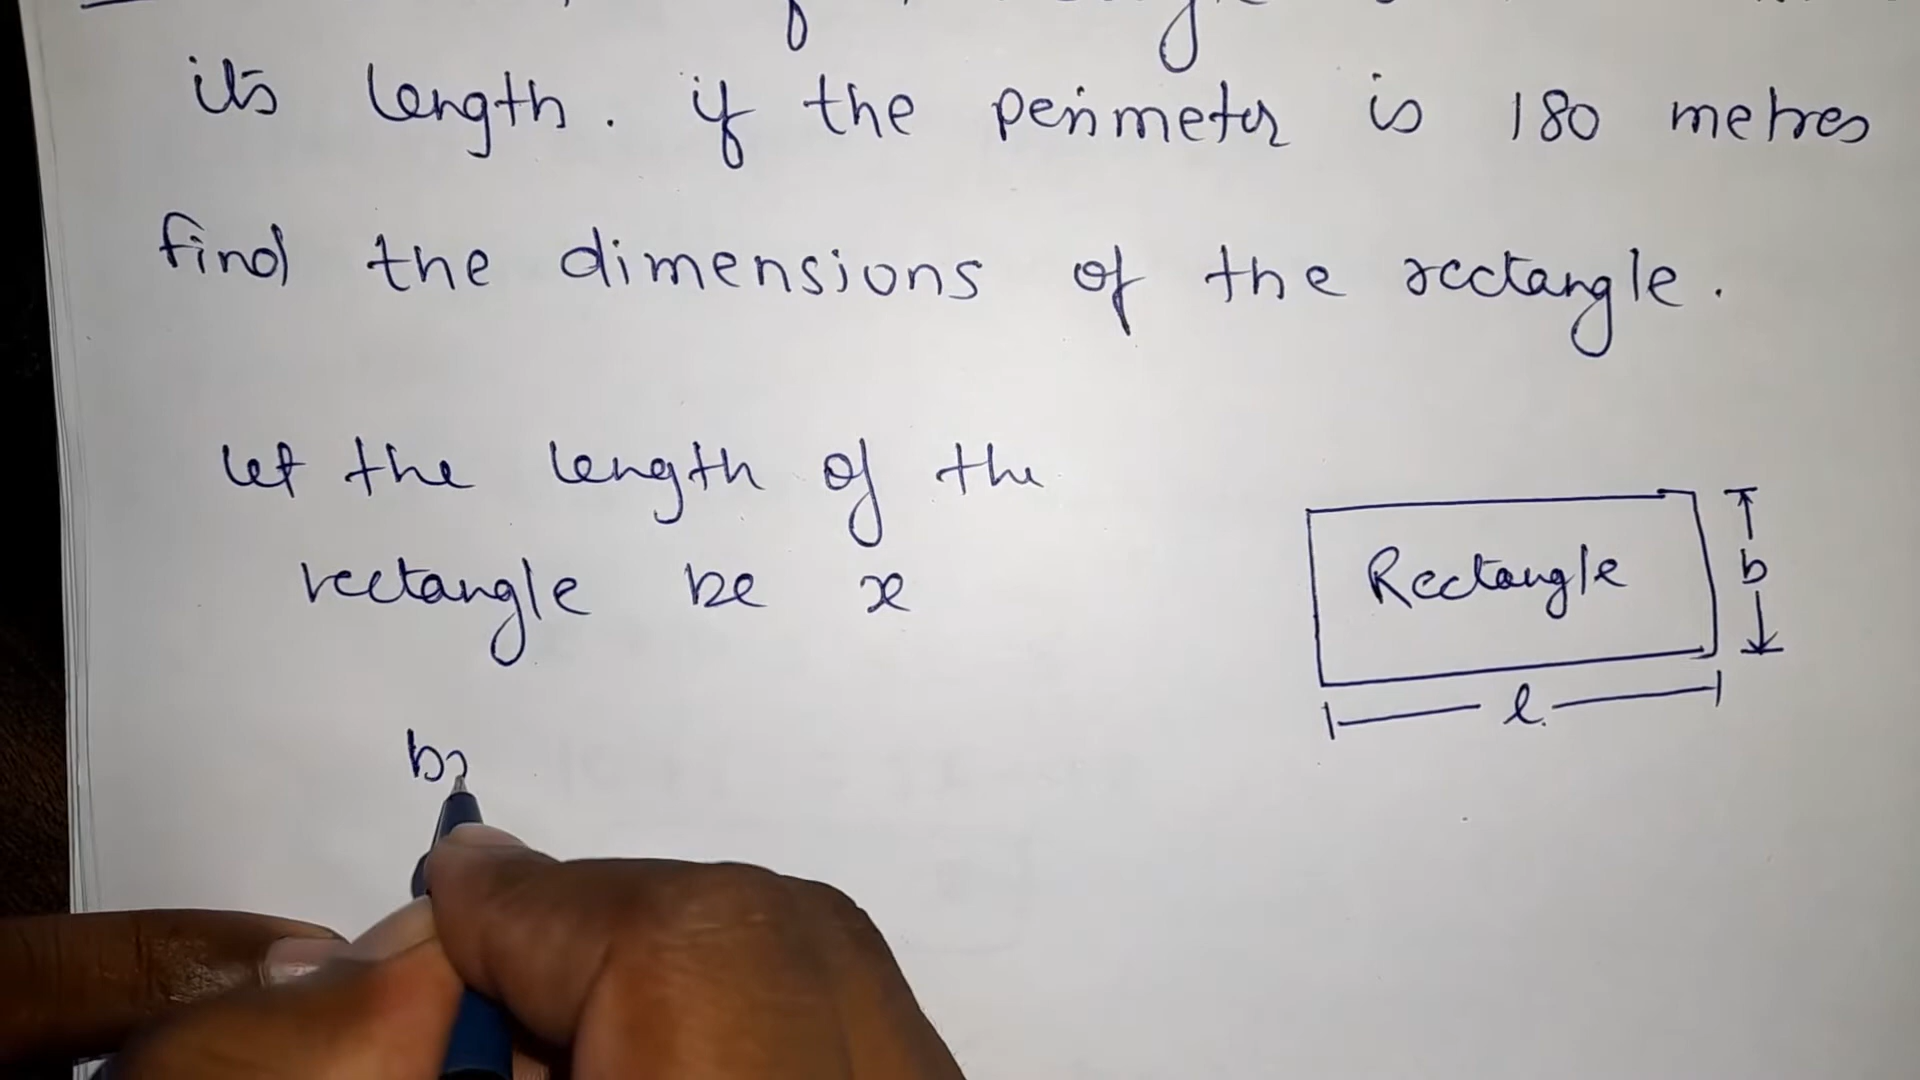 its length. if the perimeter is 180 metres
find the dimensions of the rectangle.
let the length of the
rectangle be x
Rectangle
b
l